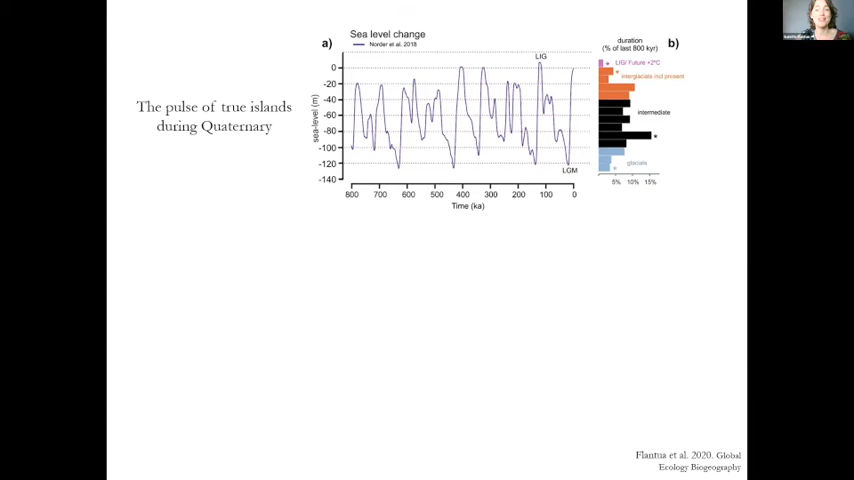 The pulse of true islands
during Quaternary
a)
Sea level change
Norder et al. 2018
sea-level (m)
0
-20
-40
-60
-80
-100
-120
-140
LIG
LGM
800
700
600
500
400
300
200
100
0
Time (ka)
duration
(% of last 800 kyr)
b)
* LIG/ Future +2ºC
* interglacials incl present
intermediate
*
glacials
*
5%
10%
15%
Flantua et al. 2020. Global
Ecology Biogeography